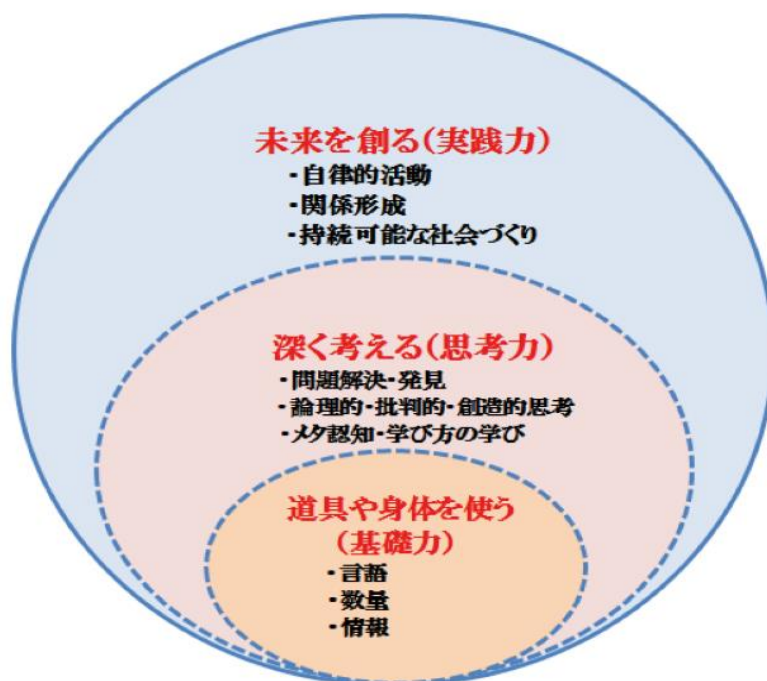 未来を創る(実践力)
・自律的活動
・関係形成
・持続可能な社会づくり
深く考える(思考力)
・問題解決・発見
・論理的・批判的・創造的思考
・メタ認知・学び方の学び
道具や身体を使う
(基礎力)
・言語
・数量
・情報